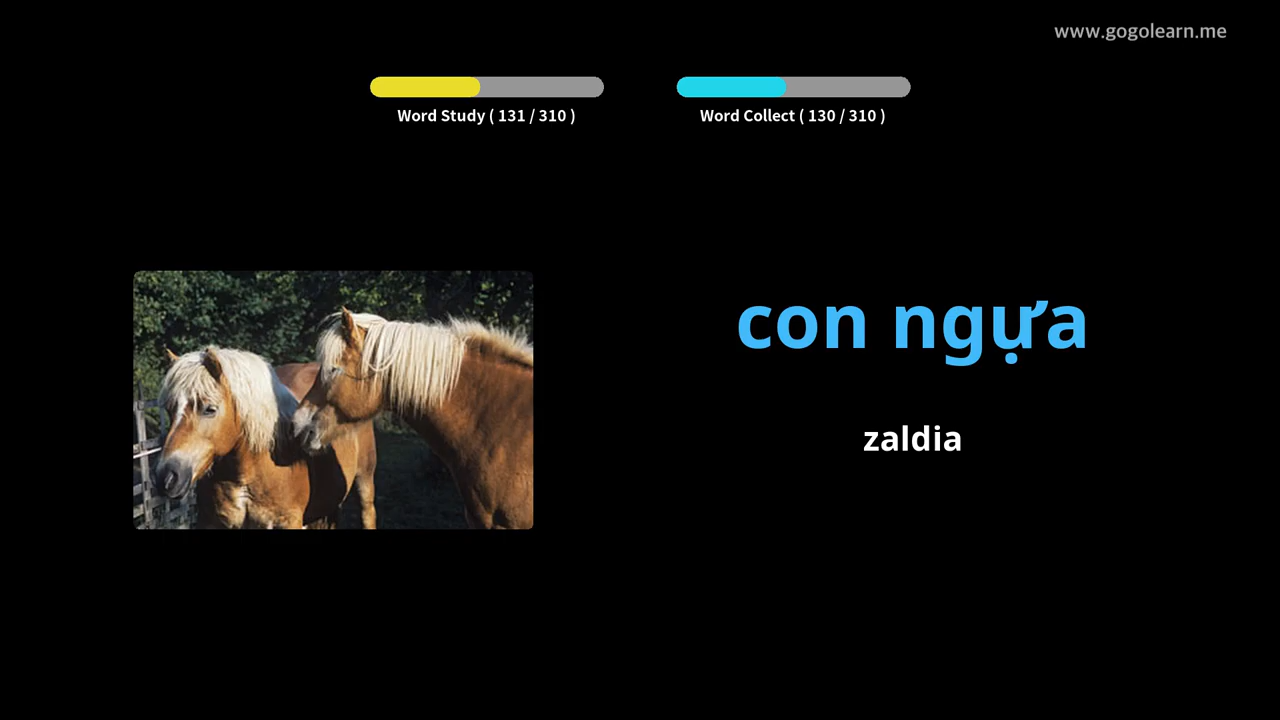 www.gogolearn.me
Word Study ( 131 / 310 )
Word Collect ( 130 / 310 )
con ngựa
zaldia